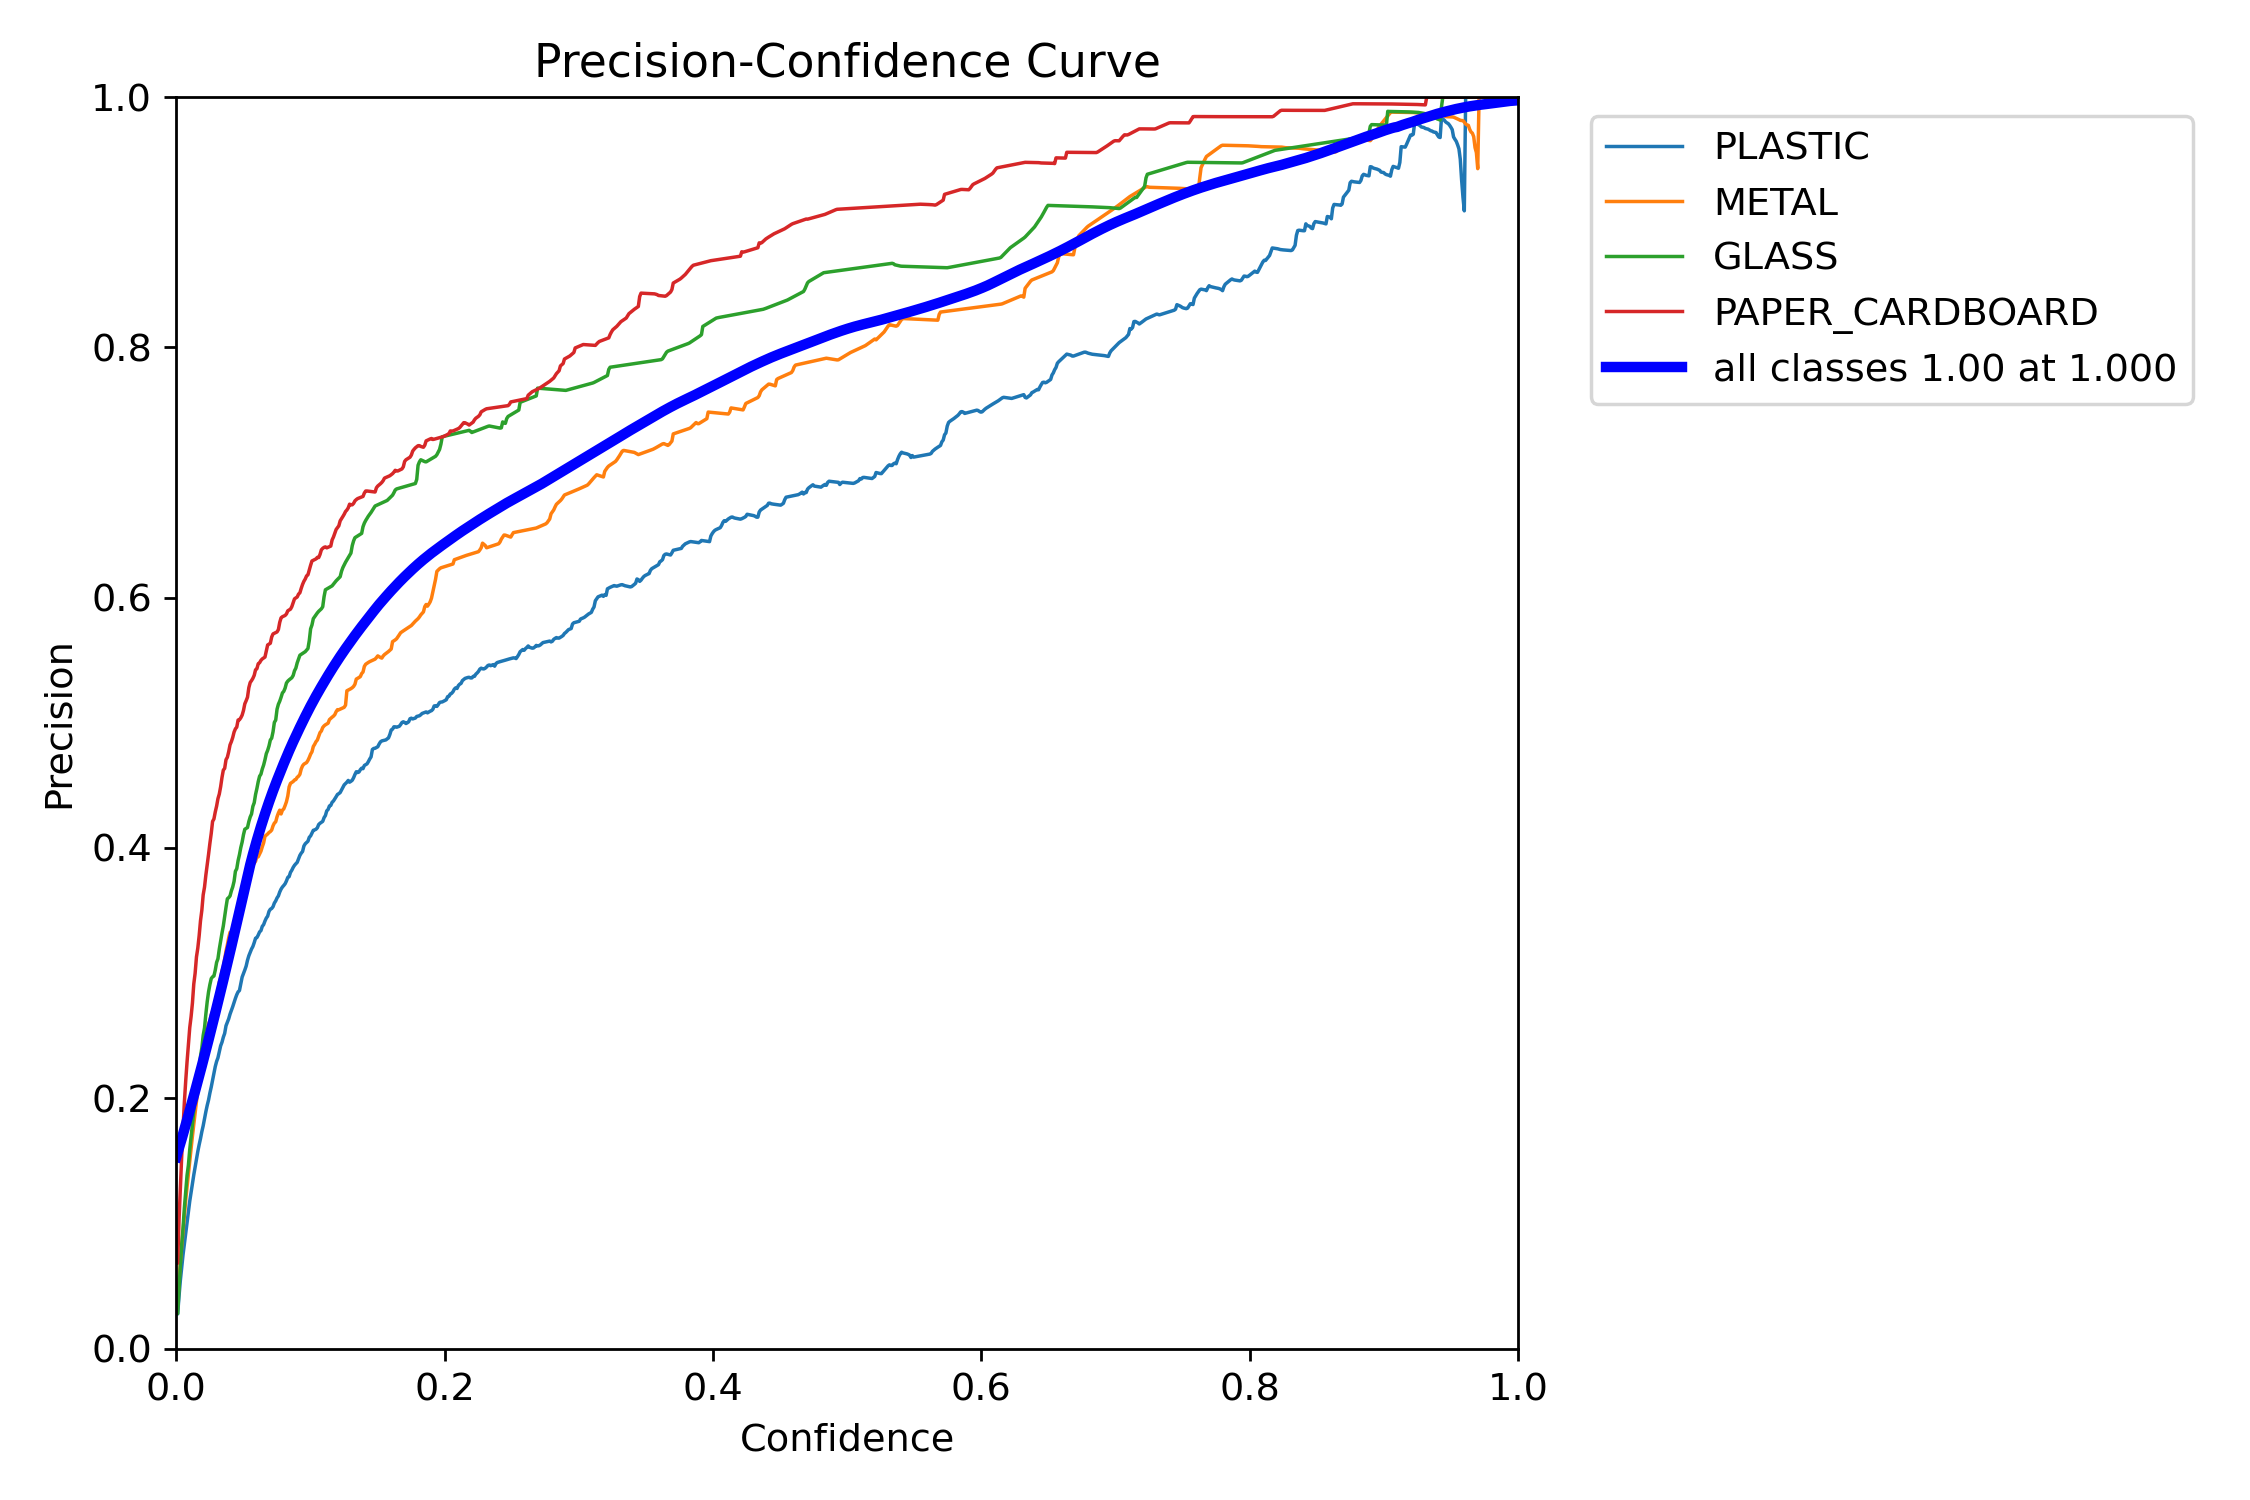 Precision-Confidence Curve
1.0
0.8
0.6
0.4
0.2
0.0
Precision
0.0 0.2 0.4 0.6 0.8 1.0
Confidence
PLASTIC
METAL
GLASS
PAPER_CARDBOARD
all classes 1.00 at 1.000